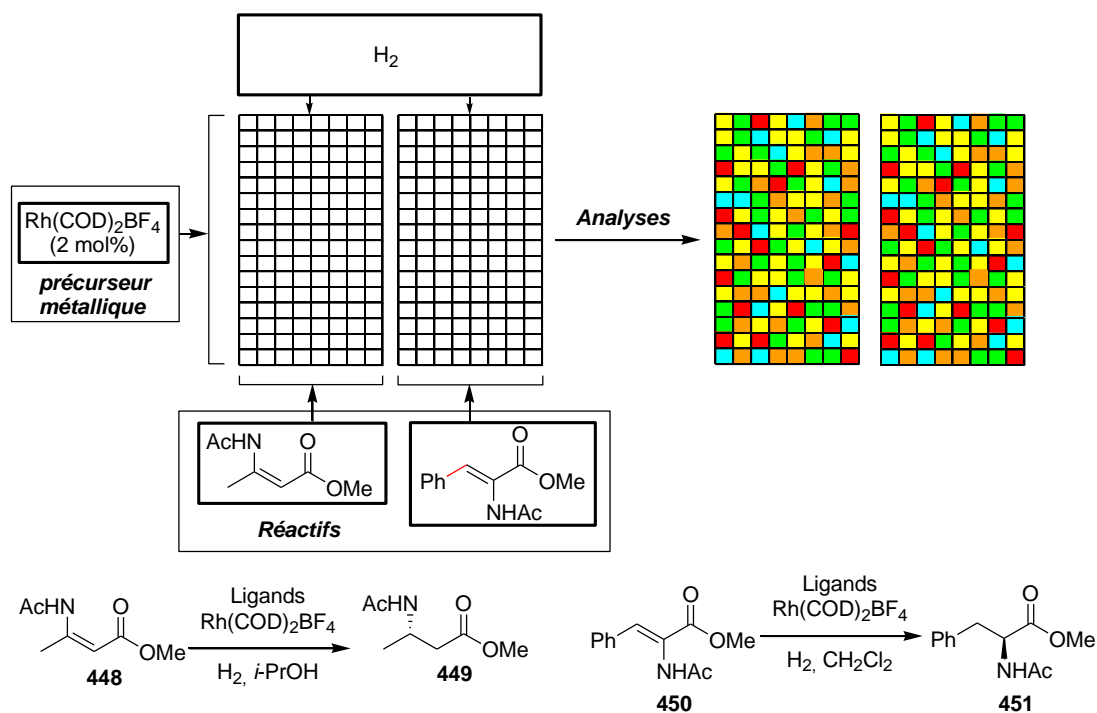 H2
Rh(COD)2BF4
(2 mol%)
précurseur
métallique
Analyses
AcHN
O
OMe
Ph
O
OMe
NHAc
Réactifs
AcHN
O
OMe
448
Ligands
Rh(COD)2BF4
H2, i-PrOH
AcHN
O
OMe
449
Ph
O
OMe
NHAc
450
Ligands
Rh(COD)2BF4
H2, CH2Cl2
Ph
O
OMe
NHAc
451